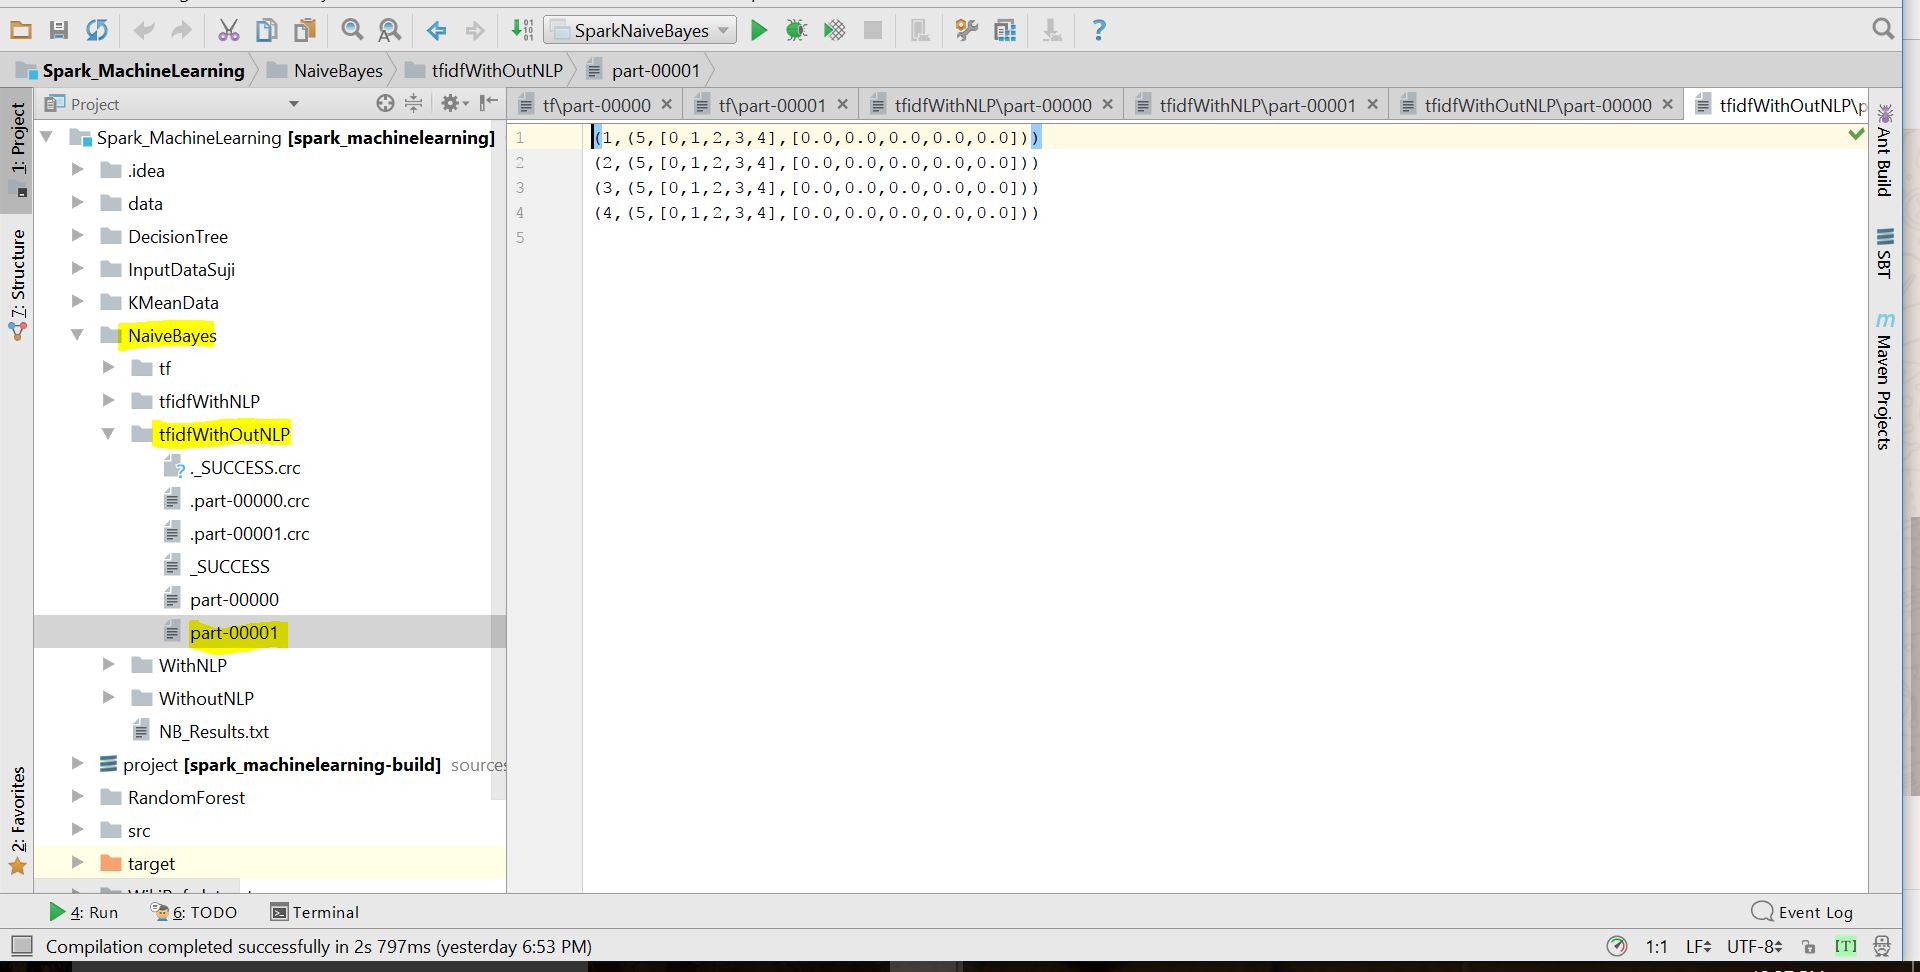 SparkNaiveBayes
Spark_MachineLearning NaiveBayes tfidfWithOutNLP part-00001
Project
tf\part-00000 tf\part-00001 tfidfWithNLP\part-00000 tfidfWithNLP\part-00001 tfidfWithOutNLP\part-00000 tfidfWithOutNLP\p
1: Project
7: Structure
2: Favorites
Spark_MachineLearning [spark_machinelearning]
.idea
data
DecisionTree
InputDataSuji
KMeanData
NaiveBayes
tf
tfidfWithNLP
tfidfWithOutNLP
._SUCCESS.crc
.part-00000.crc
.part-00001.crc
_SUCCESS
part-00000
part-00001
WithNLP
WithoutNLP
NB_Results.txt
project [spark_machinelearning-build] sources
RandomForest
src
target
1 (1,(5,[0,1,2,3,4],[0.0,0.0,0.0,0.0,0.0]))
2 (2,(5,[0,1,2,3,4],[0.0,0.0,0.0,0.0,0.0]))
3 (3,(5,[0,1,2,3,4],[0.0,0.0,0.0,0.0,0.0]))
4 (4,(5,[0,1,2,3,4],[0.0,0.0,0.0,0.0,0.0]))
5
Ant Build
SBT
Maven Projects
4: Run 6: TODO Terminal Event Log
Compilation completed successfully in 2s 797ms (yesterday 6:53 PM) 1:1 LF UTF-8 [T]